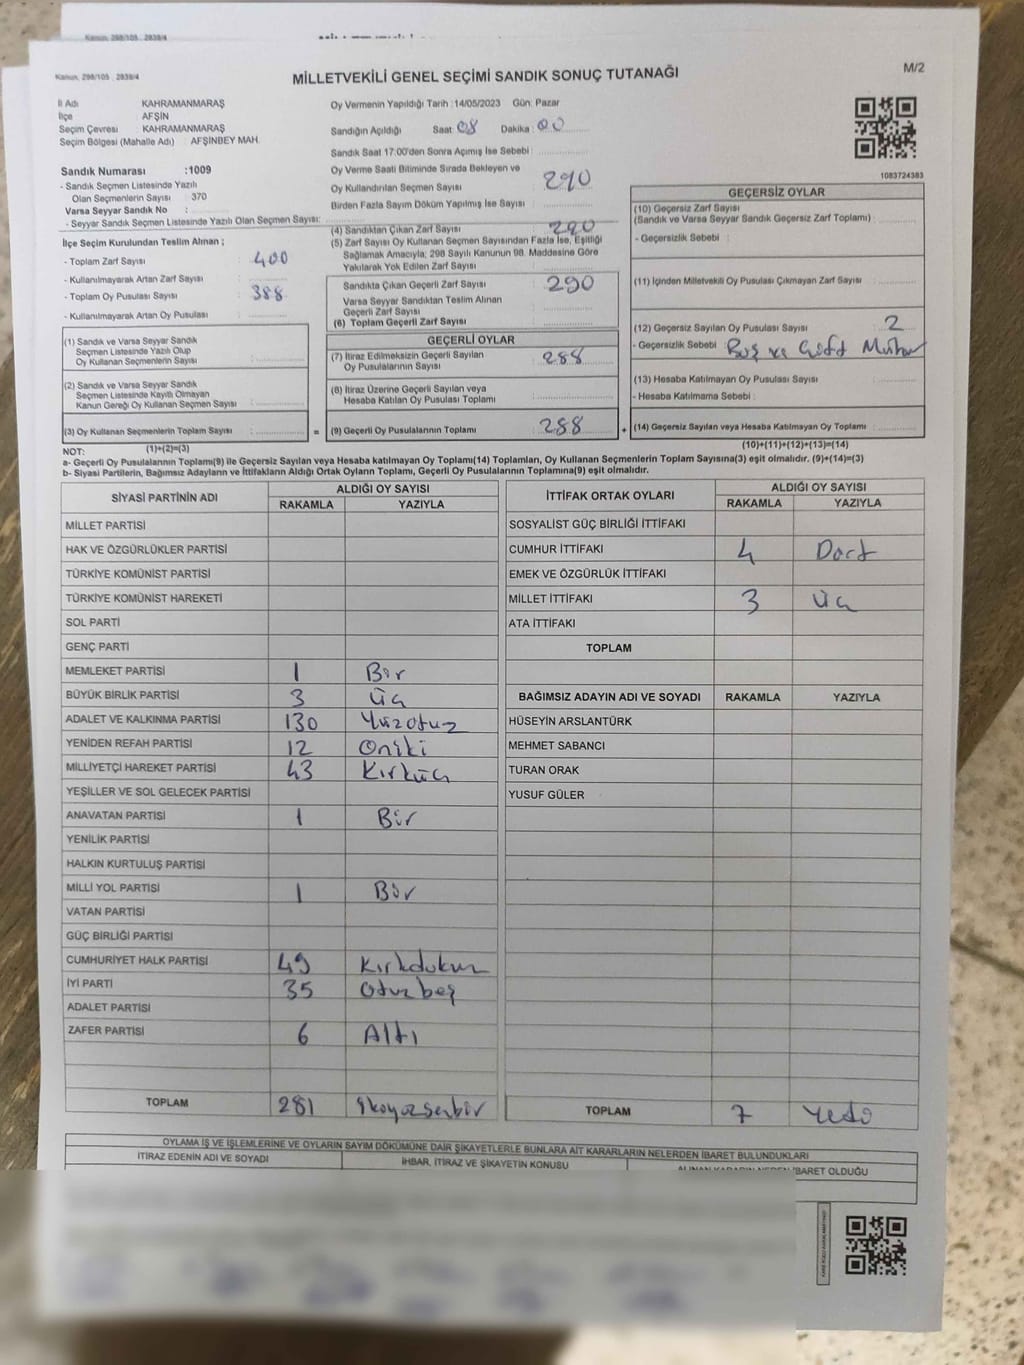 Kanun, 298/105 , 2839/4
Kanun, 298/105 , 2839/4
M/2
MİLLETVEKİLİ GENEL SEÇİMİ SANDIK SONUÇ TUTANAĞI
İl Adı KAHRAMANMARAŞ
İlçe AFŞİN
Seçim Çevresi KAHRAMANMARAŞ
Seçim Bölgesi (Mahalle Adı) : AFŞİNBEY MAH.
Sandık Numarası :1009
- Sandık Seçmen Listesinde Yazılı
Olan Seçmenlerin Sayısı : 370
Varsa Seyyar Sandık No :
- Seyyar Sandık Seçmen Listesinde Yazılı Olan Seçmen Sayısı:
İlçe Seçim Kurulundan Teslim Alınan ;
- Toplam Zarf Sayısı : 400
- Kullanılmayarak Artan Zarf Sayısı :
- Toplam Oy Pusulası Sayısı : 388
- Kullanılmayarak Artan Oy Pusulası :
Oy Vermenin Yapıldığı Tarih :14/05/2023 Gün: Pazar
Sandığın Açıldığı Saat : 08 Dakika : 00
Sandık Saat 17:00'den Sonra Açımış İse Sebebi :
Oy Verme Saati Bitiminde Sırada Bekleyen ve
Oy Kullandırılan Seçmen Sayısı : 290
Birden Fazla Sayım Döküm Yapılmış İse Sayısı :
(4) Sandıktan Çıkan Zarf Sayısı : 290
(5) Zarf Sayısı Oy Kullanan Seçmen Sayısından Fazla İse, Eşitliği
Sağlamak Amacıyla; 298 Sayılı Kanunun 98. Maddesine Göre
Yakılarak Yok Edilen Zarf Sayısı :
Sandıkta Çıkan Geçerli Zarf Sayısı : 290
Varsa Seyyar Sandıktan Teslim Alınan
Geçerli Zarf Sayısı :
(6) Toplam Geçerli Zarf Sayısı :
1083724383
GEÇERSİZ OYLAR
(10) Geçersiz Zarf Sayısı
(Sandık ve Varsa Seyyar Sandık Geçersiz Zarf Toplamı) :
- Geçersizlik Sebebi :
(11) İçinden Milletvekili Oy Pusulası Çıkmayan Zarf Sayısı :
(12) Geçersiz Sayılan Oy Pusulası Sayısı : 2
- Geçersizlik Sebebi : Boş ve Çift Mühür
(13) Hesaba Katılmayan Oy Pusulası Sayısı :
- Hesaba Katılmama Sebebi :
(14) Geçersiz Sayılan veya Hesaba Katılmayan Oy Toplamı :
(1) Sandık ve Varsa Seyyar Sandık
Seçmen Listesinde Yazılı Olup
Oy Kullanan Seçmenlerin Sayısı :
(2) Sandık ve Varsa Seyyar Sandık
Seçmen Listesinde Kayıtlı Olmayan
Kanun Gereği Oy Kullanan Seçmen Sayısı :
(3) Oy Kullanan Seçmenlerin Toplam Sayısı :
GEÇERLİ OYLAR
(7) İtiraz Edilmeksizin Geçerli Sayılan
Oy Pusulalarının Sayısı : 288
(8) İtiraz Üzerine Geçerli Sayılan veya
Hesaba Katılan Oy Pusulası Toplamı :
= (9) Geçerli Oy Pusulalarının Toplamı : 288 +
NOT: (1)+(2)=(3) (10)+(11)+(12)+(13)=(14)
a- Geçerli Oy Pusulalarının Toplamı(9) ile Geçersiz Sayılan veya Hesaba katılmayan Oy Toplamı(14) Toplamları, Oy Kullanan Seçmenlerin Toplam Sayısına(3) eşit olmalıdır. (9)+(14)=(3)
b- Siyasi Partilerin, Bağımsız Adayların ve İttifakların Aldığı Ortak Oyların Toplamı, Geçerli Oy Pusulalarının Toplamına(9) eşit olmalıdır.
SİYASİ PARTİNİN ADI ALDIĞI OY SAYISI
RAKAMLA YAZIYLA
MİLLET PARTİSİ
HAK VE ÖZGÜRLÜKLER PARTİSİ
TÜRKİYE KOMÜNİST PARTİSİ
TÜRKİYE KOMÜNİST HAREKETİ
SOL PARTİ
GENÇ PARTİ
MEMLEKET PARTİSİ 1 Bir
BÜYÜK BİRLİK PARTİSİ 3 Üç
ADALET VE KALKINMA PARTİSİ 130 Yüzotuz
YENİDEN REFAH PARTİSİ 12 Oniki
MİLLİYETÇİ HAREKET PARTİSİ 43 Kırküç
YEŞİLLER VE SOL GELECEK PARTİSİ
ANAVATAN PARTİSİ 1 Bir
YENİLİK PARTİSİ
HALKIN KURTULUŞ PARTİSİ
MİLLİ YOL PARTİSİ 1 Bir
VATAN PARTİSİ
GÜÇ BİRLİĞİ PARTİSİ
CUMHURİYET HALK PARTİSİ 49 Kırkdokuz
İYİ PARTİ 35 Otuzbeş
ADALET PARTİSİ
ZAFER PARTİSİ 6 Altı
TOPLAM 281 İkiyüzseksenbir
İTTİFAK ORTAK OYLARI ALDIĞI OY SAYISI
RAKAMLA YAZIYLA
SOSYALİST GÜÇ BİRLİĞİ İTTİFAKI
CUMHUR İTTİFAKI 4 Dört
EMEK VE ÖZGÜRLÜK İTTİFAKI
MİLLET İTTİFAKI 3 Üç
ATA İTTİFAKI
TOPLAM
BAĞIMSIZ ADAYIN ADI VE SOYADI RAKAMLA YAZIYLA
HÜSEYİN ARSLANTÜRK
MEHMET SABANCI
TURAN ORAK
YUSUF GÜLER
TOPLAM 7 Yedi
OYLAMA İŞ VE İŞLEMLERİNE VE OYLARIN SAYIM DÖKÜMÜNE DAİR ŞİKAYETLERLE BUNLARA AİT KARARLARIN NELERDEN İBARET BULUNDUKLARI
İTİRAZ EDENİN ADI VE SOYADI İHBAR, İTİRAZ VE ŞİKAYETİN KONUSU ALINAN KARARIN NEDEN İBARET OLDUĞU